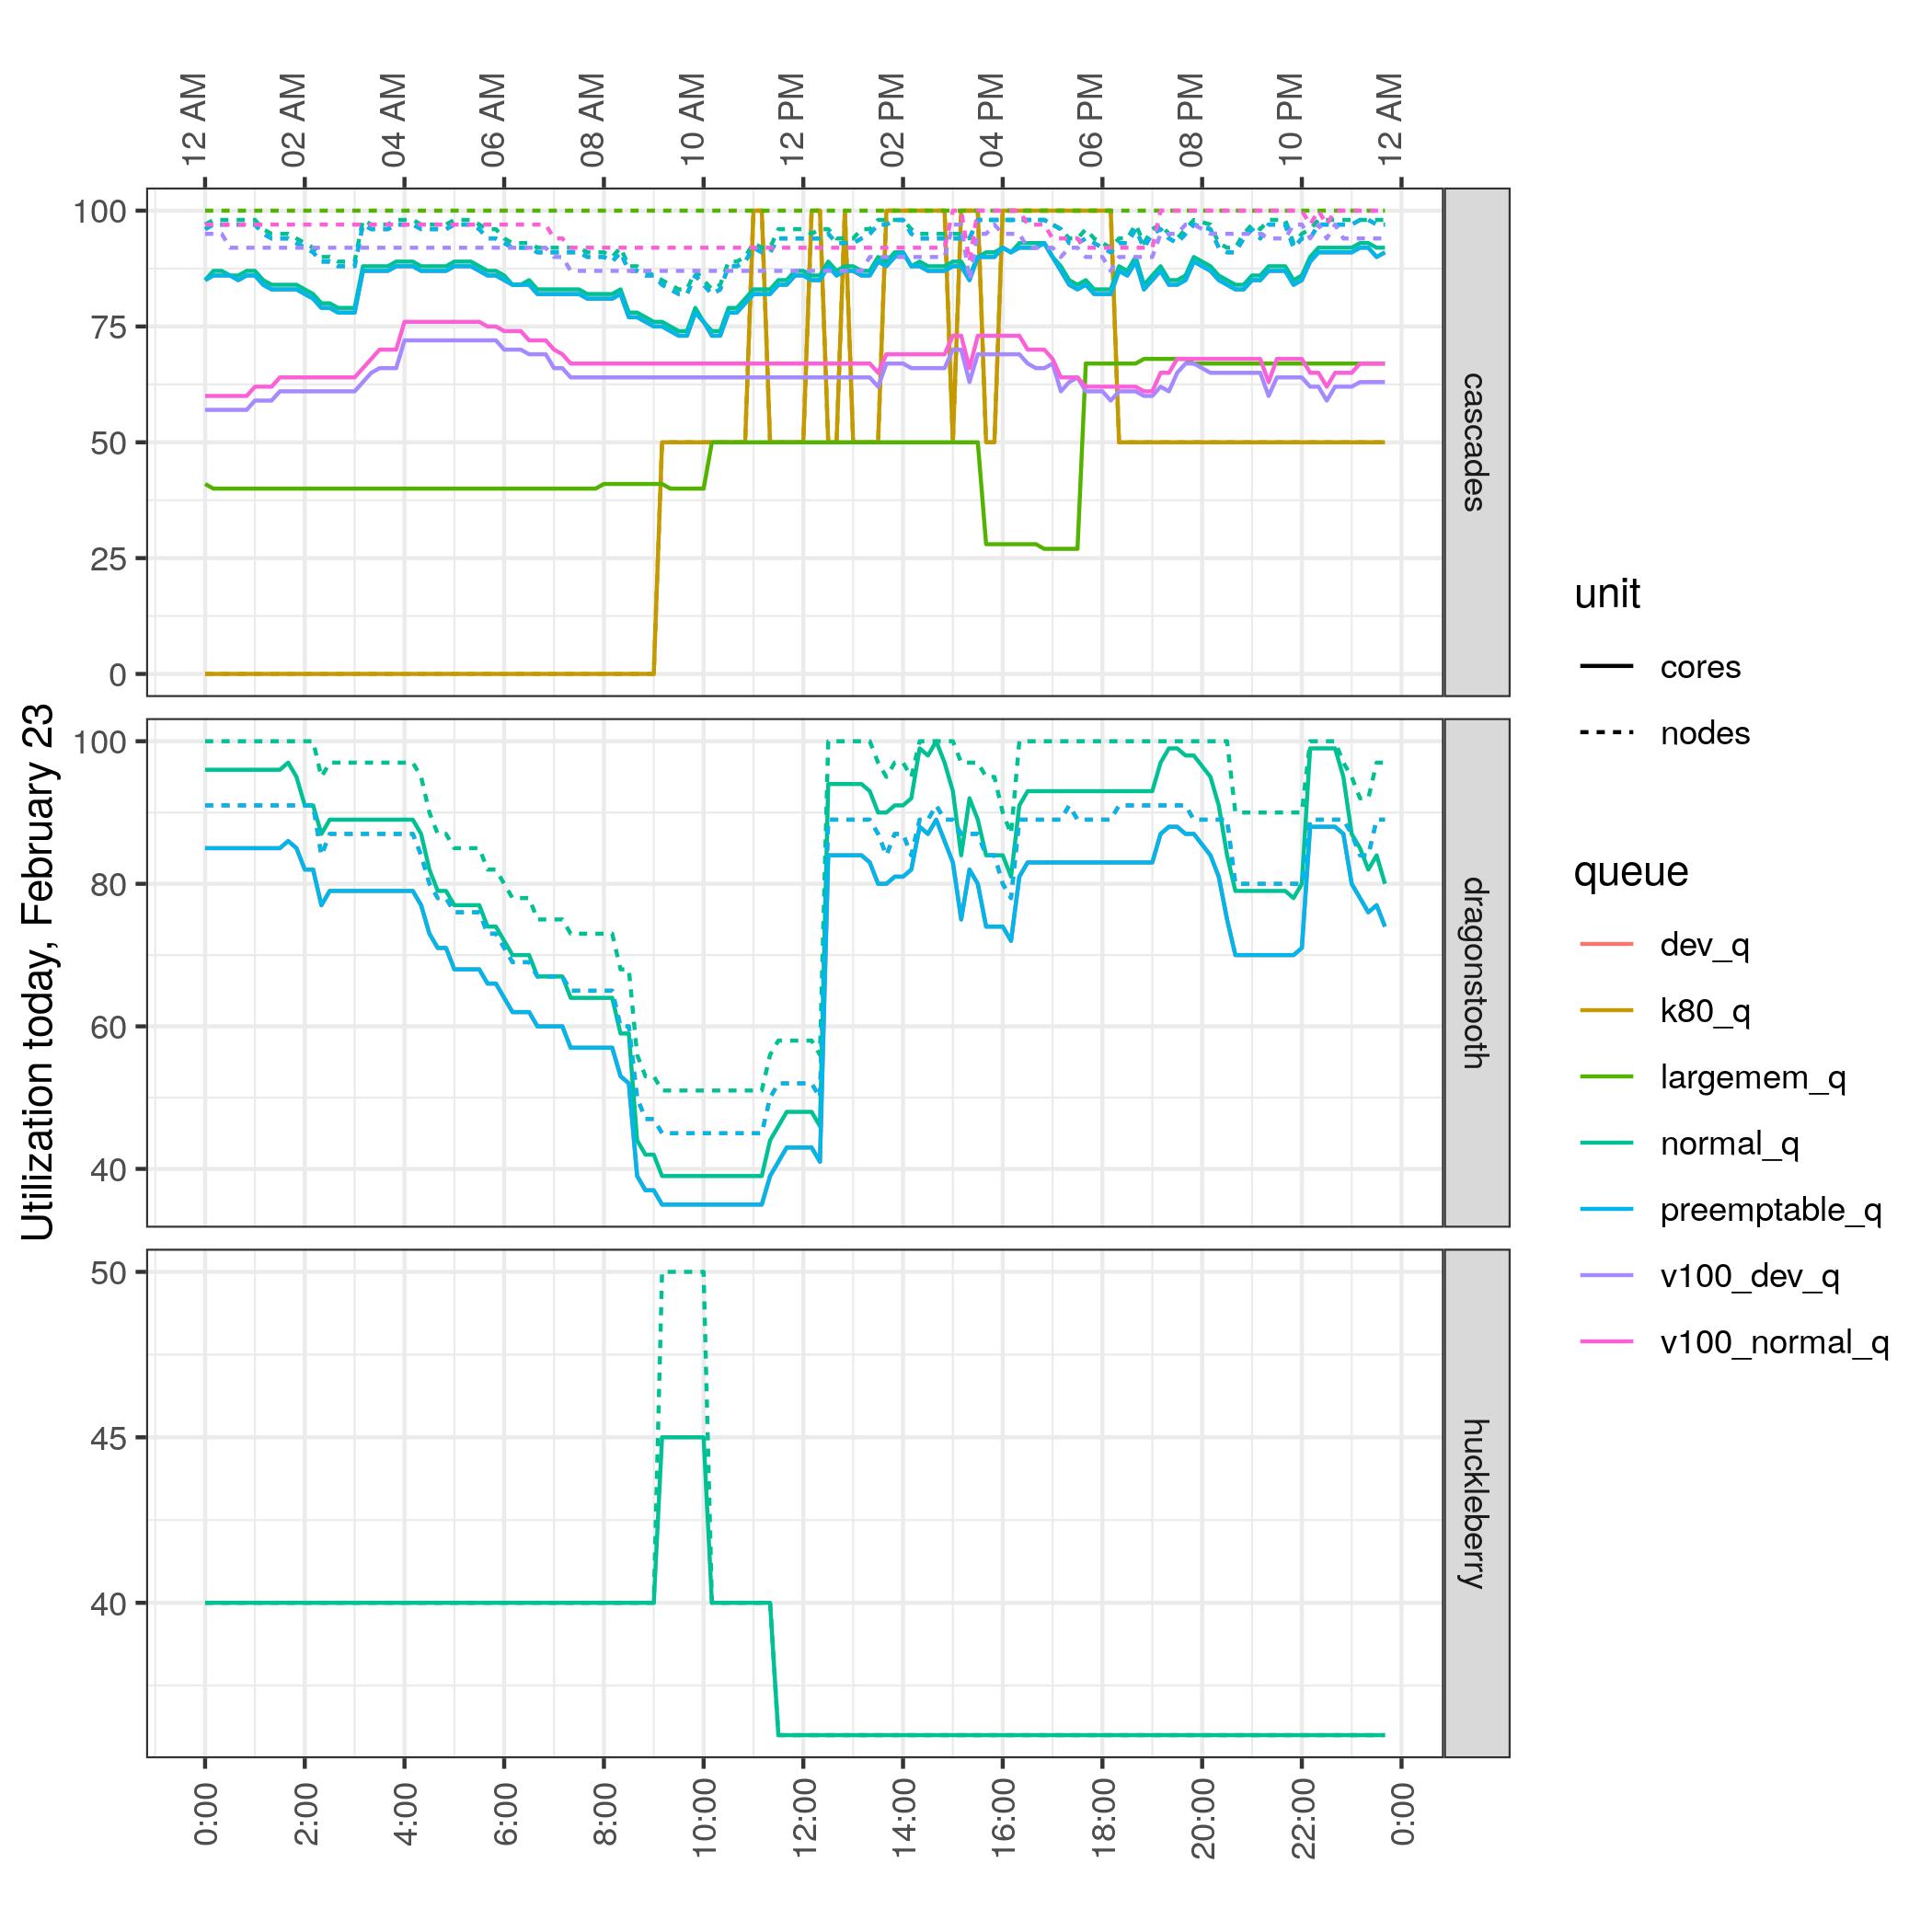 12 AM
02 AM
04 AM
06 AM
08 AM
10 AM
12 PM
02 PM
04 PM
06 PM
08 PM
10 PM
12 AM
Utilization today, February 23
100
75
50
25
0
cascades
100
80
60
40
dragonstooth
50
45
40
huckleberry
0:00
2:00
4:00
6:00
8:00
10:00
12:00
14:00
16:00
18:00
20:00
22:00
0:00
unit
cores
nodes
queue
dev_q
k80_q
largemem_q
normal_q
preemptable_q
v100_dev_q
v100_normal_q